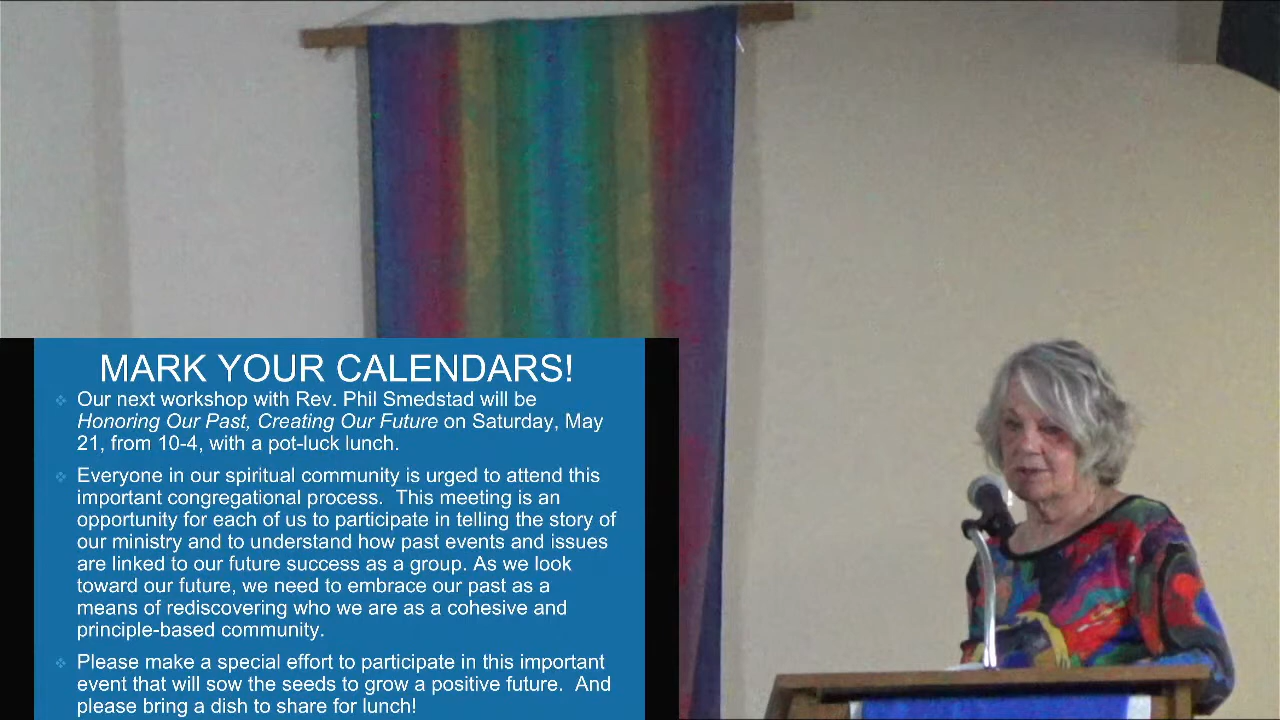 MARK YOUR CALENDARS!
Our next workshop with Rev. Phil Smedstad will be
Honoring Our Past, Creating Our Future on Saturday, May
21, from 10-4, with a pot-luck lunch.
Everyone in our spiritual community is urged to attend this
important congregational process.  This meeting is an
opportunity for each of us to participate in telling the story of
our ministry and to understand how past events and issues
are linked to our future success as a group. As we look
toward our future, we need to embrace our past as a
means of rediscovering who we are as a cohesive and
principle-based community.
Please make a special effort to participate in this important
event that will sow the seeds to grow a positive future.  And
please bring a dish to share for lunch!